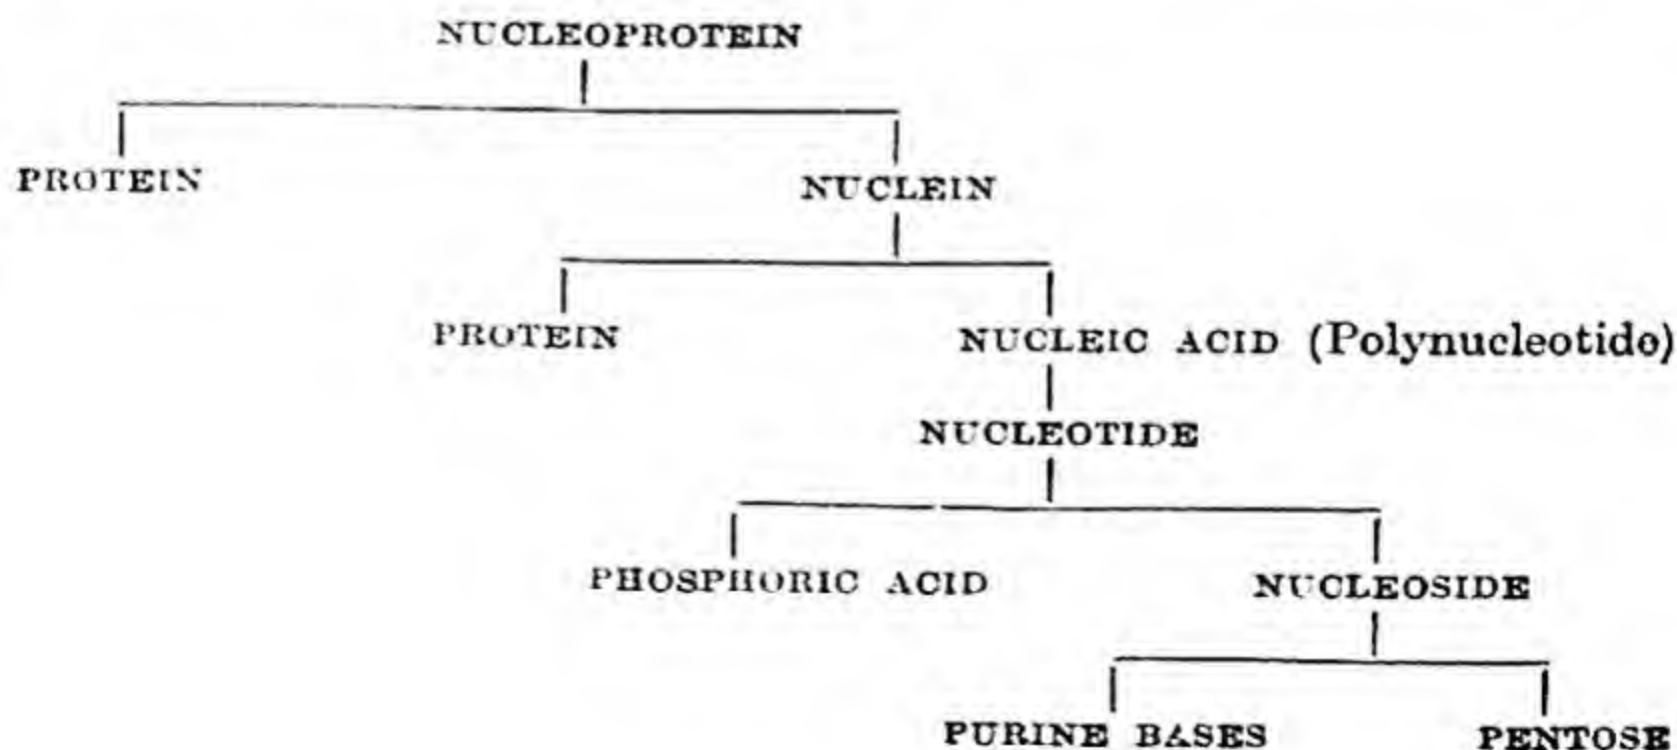 NUCLEOPROTEIN
PROTEIN NUCLEIN
PROTEIN NUCLEIC ACID (Polynucleotide)
NUCLEOTIDE
PHOSPHORIC ACID NUCLEOSIDE
PURINE BASES PENTOSE